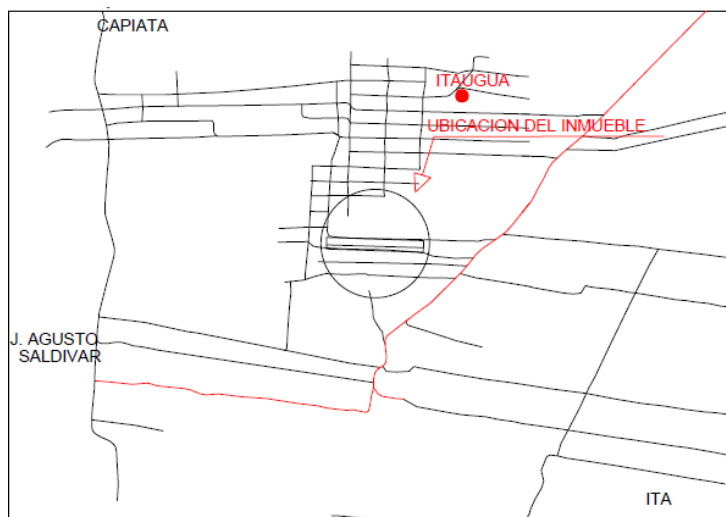 CAPIATA
ITAUGUA
UBICACION DEL INMUEBLE
J. AGUSTO
SALDIVAR
ITA